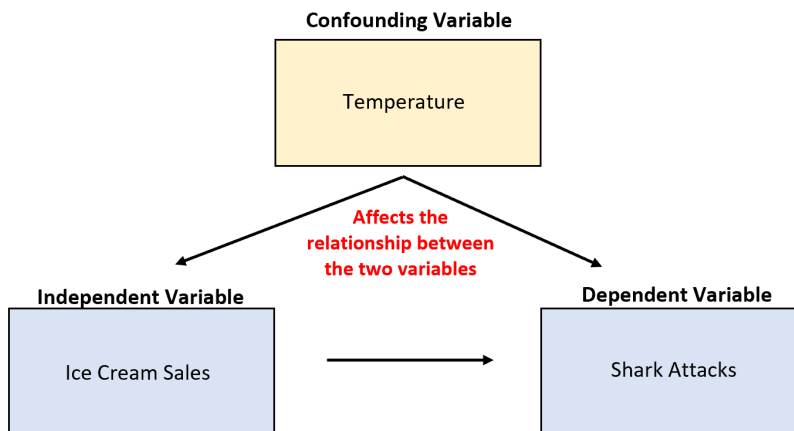 Confounding Variable
Temperature
Affects the
relationship between
the two variables
Independent Variable
Dependent Variable
Ice Cream Sales
Shark Attacks